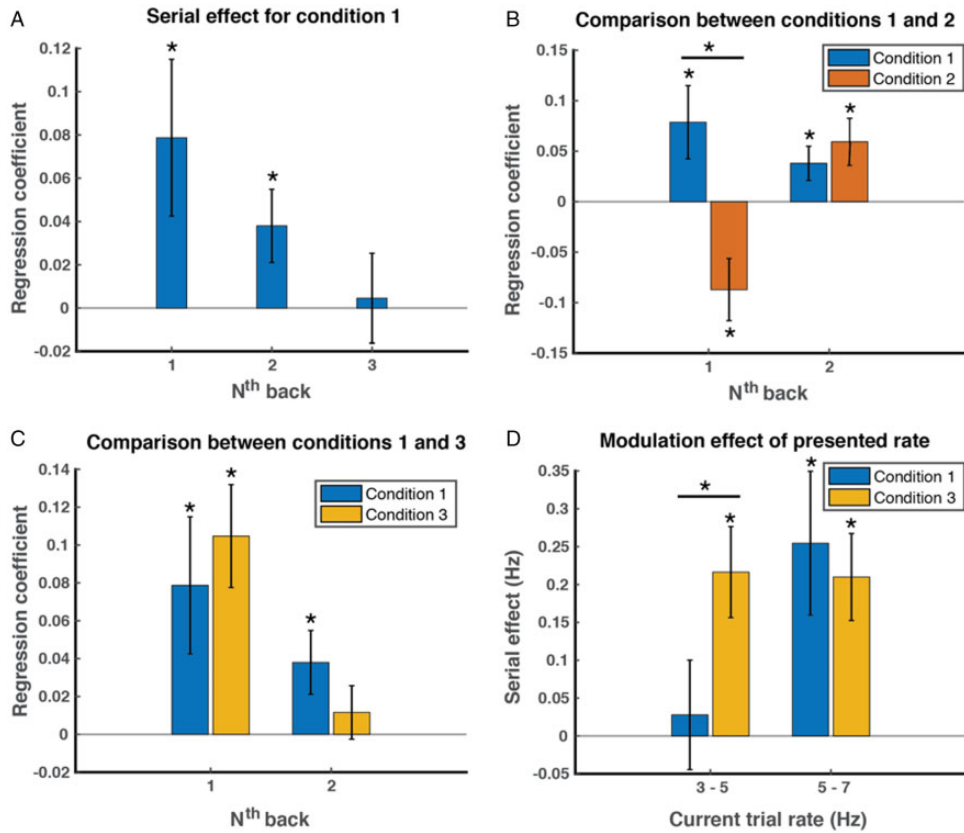 A
Serial effect for condition 1
0.12
0.1
0.08
0.06
0.04
0.02
0
-0.02
Regression coefficient
*
*
1 2 3
Nth back
B
Comparison between conditions 1 and 2
0.15
0.1
0.05
0
-0.05
-0.1
-0.15
Regression coefficient
Condition 1
Condition 2
*
*
* *
*
1 2
Nth back
C
Comparison between conditions 1 and 3
0.14
0.12
0.1
0.08
0.06
0.04
0.02
0
-0.02
Regression coefficient
Condition 1
Condition 3
*
*
*
1 2
Nth back
D
Modulation effect of presented rate
0.35
0.3
0.25
0.2
0.15
0.1
0.05
0
-0.05
Serial effect (Hz)
Condition 1
Condition 3
*
*
*
*
3 - 5 5 - 7
Current trial rate (Hz)